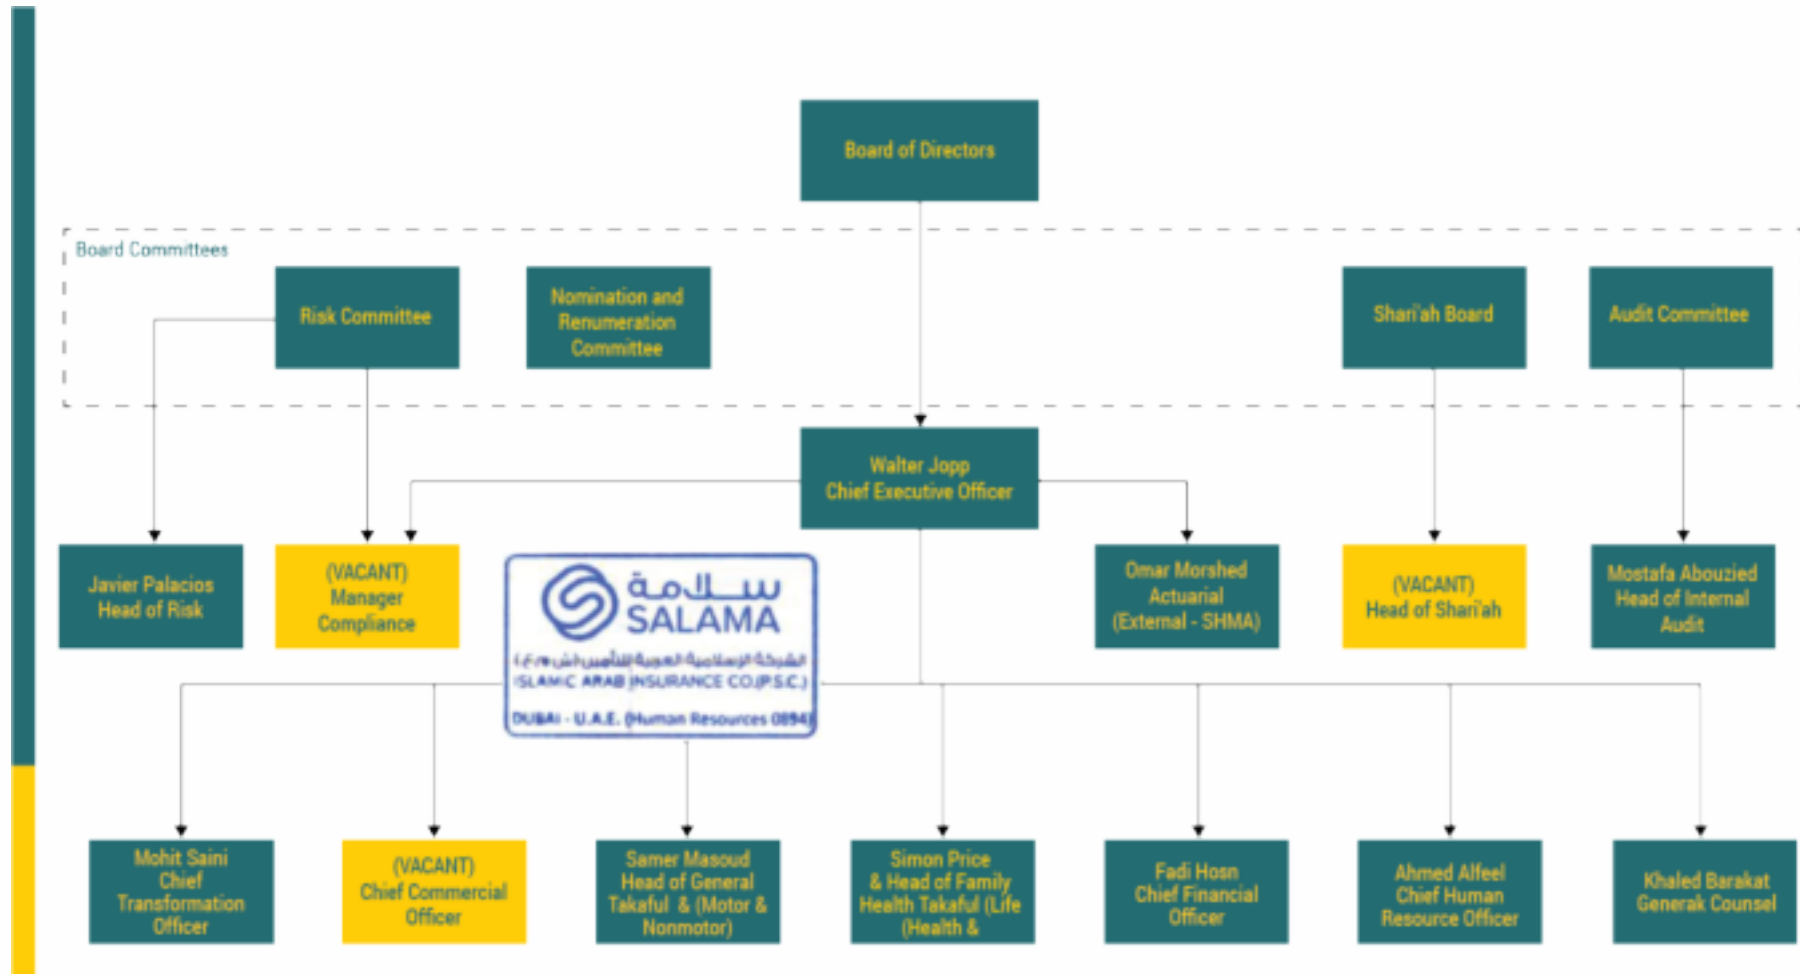 Board of Directors
Board Committees
Risk Committee
Nomination and
Renumeration
Committee
Shari'ah Board
Audit Committee
Walter Jopp
Chief Executive Officer
Javier Palacios
Head of Risk
(VACANT)
Manager
Compliance
Omar Morshed
Actuarial
(External - SHMA)
(VACANT)
Head of Shari'ah
Mostafa Abouzied
Head of Internal
Audit
سلامة
SALAMA
الشركة الإسلامية العربية للتأمين (ش.م.ع)
ISLAMIC ARAB INSURANCE CO.(P.S.C.)
DUBAI - U.A.E. (Human Resources 0894)
Mohit Saini
Chief
Transformation
Officer
(VACANT)
Chief Commercial
Officer
Samer Masoud
Head of General
Takaful & (Motor &
Nonmotor)
Simon Price
& Head of Family
Health Takaful (Life
(Health &
Fadi Hosn
Chief Financial
Officer
Ahmed Alfeel
Chief Human
Resource Officer
Khaled Barakat
Generak Counsel